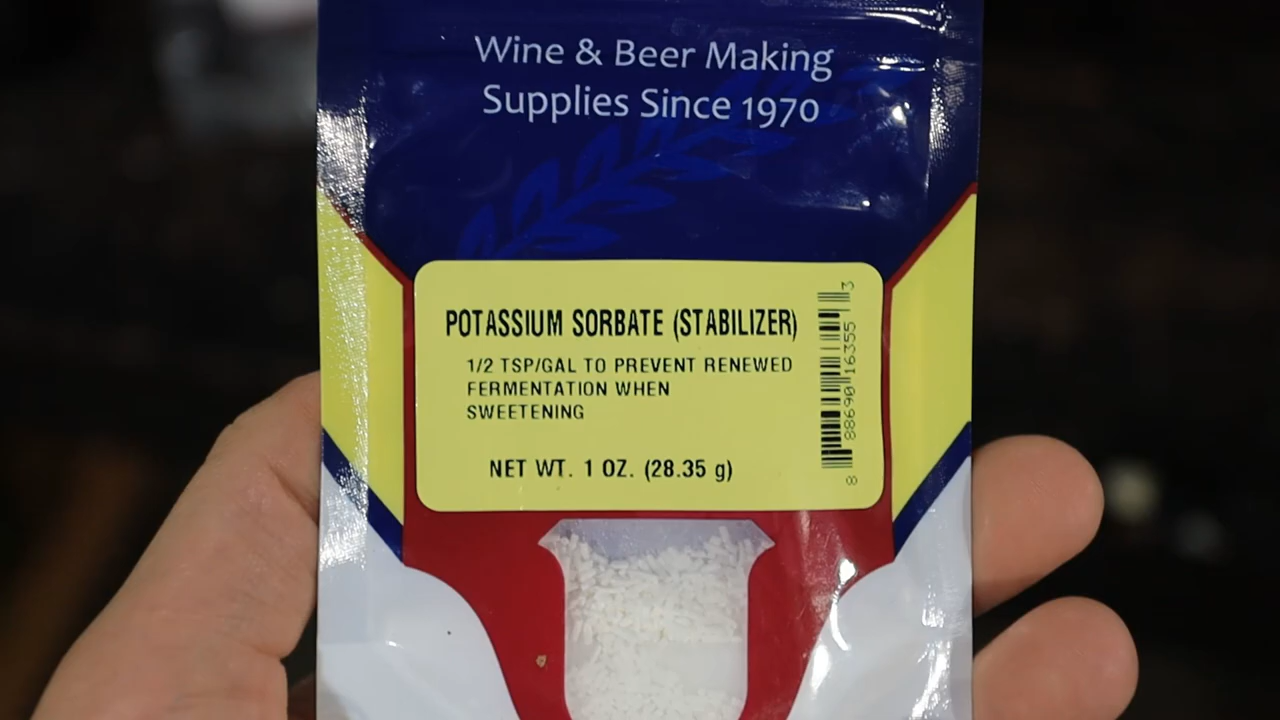 Wine & Beer Making
Supplies Since 1970
POTASSIUM SORBATE (STABILIZER)
1/2 TSP/GAL TO PREVENT RENEWED
FERMENTATION WHEN
SWEETENING
NET WT. 1 OZ. (28.35 g)
8 88690 16355 3